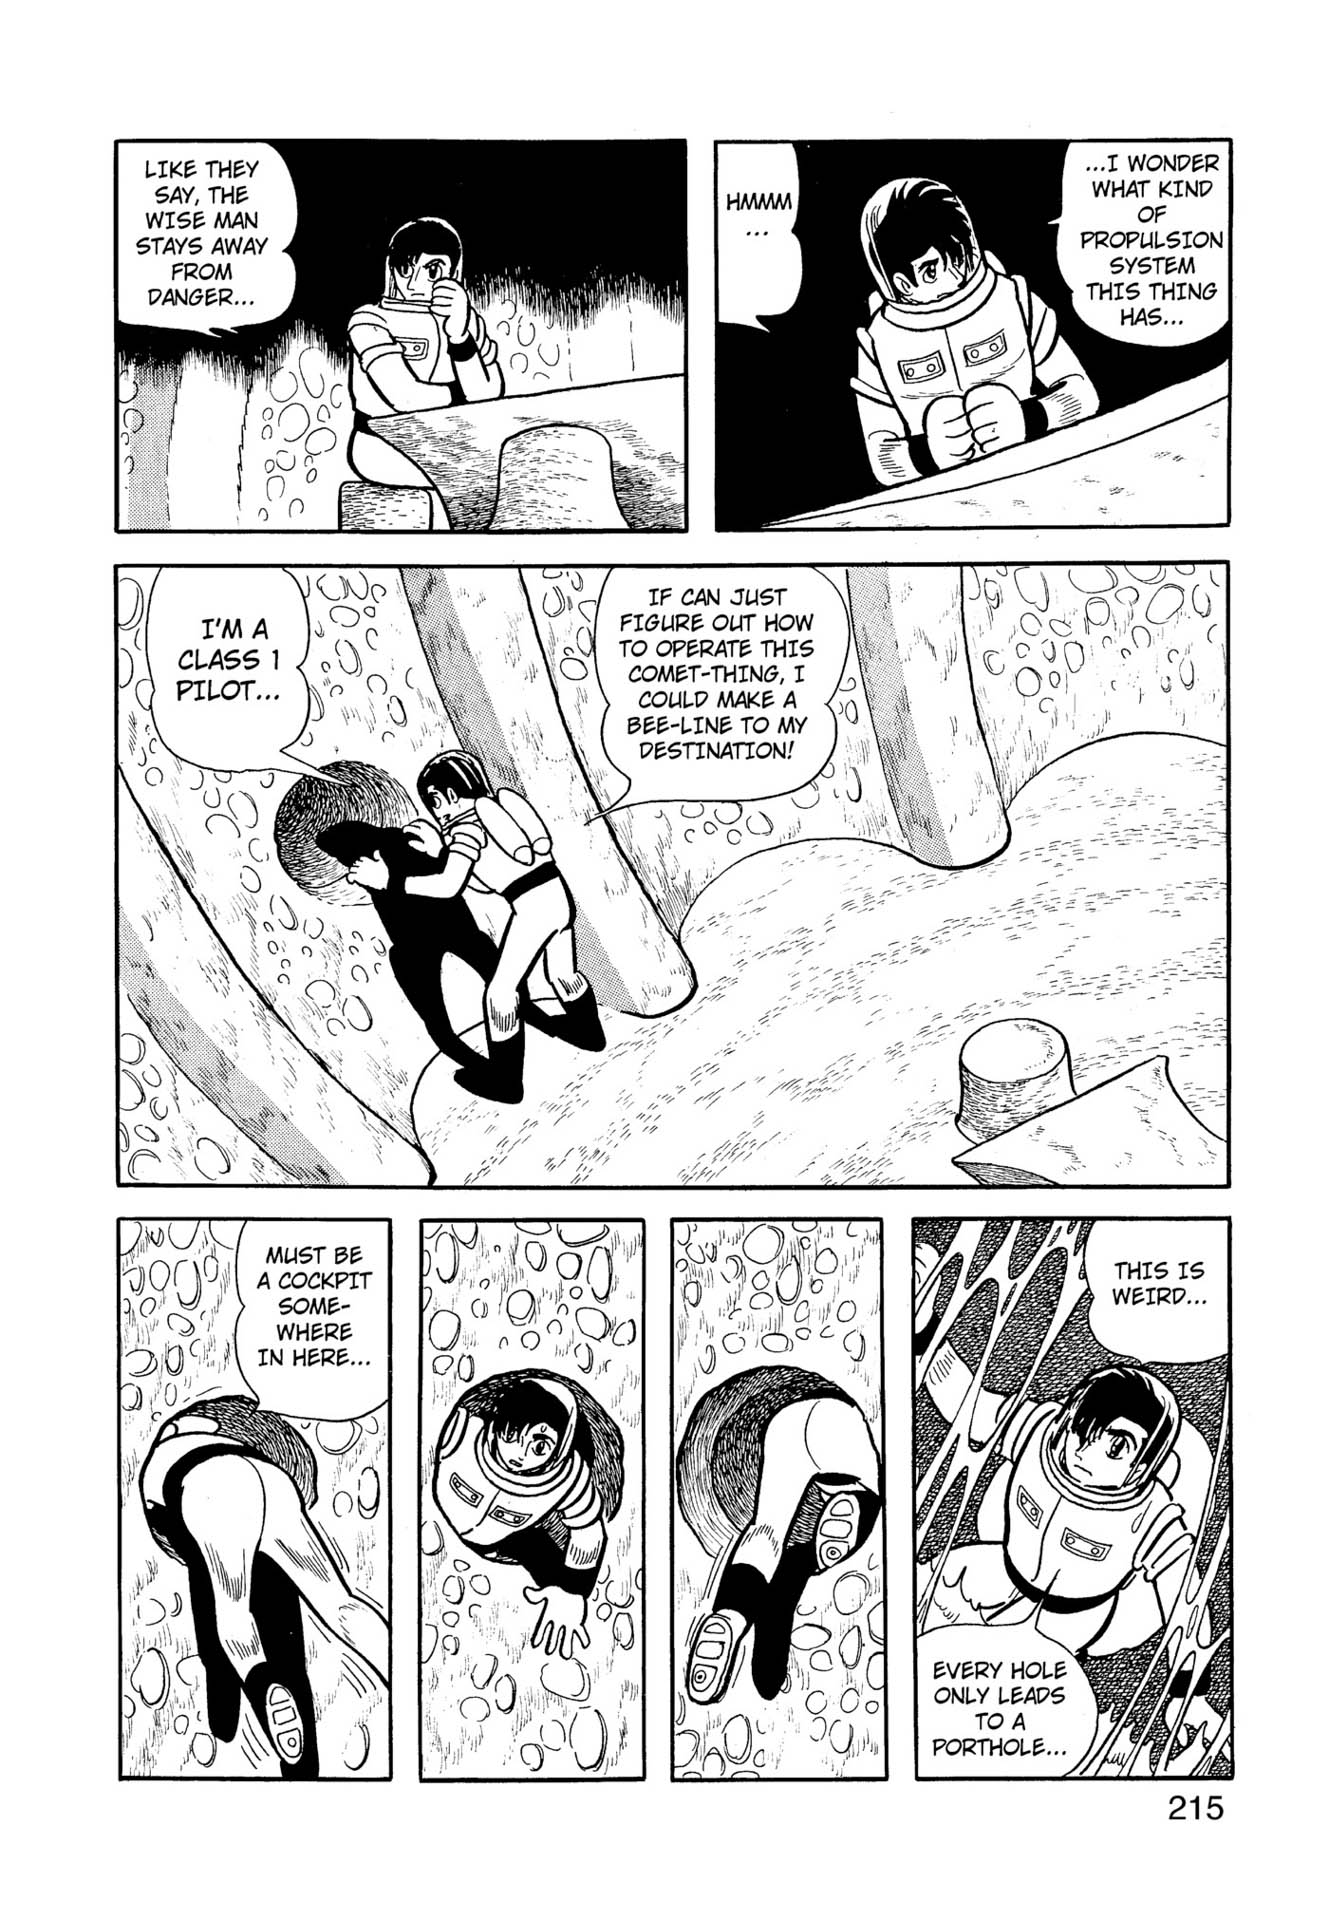 LIKE THEY
SAY, THE
WISE MAN
STAYS AWAY
FROM
DANGER...
HMMM
...
...I WONDER
WHAT KIND
OF
PROPULSION
SYSTEM
THIS THING
HAS...
I'M A
CLASS 1
PILOT...
IF CAN JUST
FIGURE OUT HOW
TO OPERATE THIS
COMET-THING, I
COULD MAKE A
BEE-LINE TO MY
DESTINATION!
MUST BE
A COCKPIT
SOME-
WHERE
IN HERE...
THIS IS
WEIRD...
EVERY HOLE
ONLY LEADS
TO A
PORTHOLE...
215